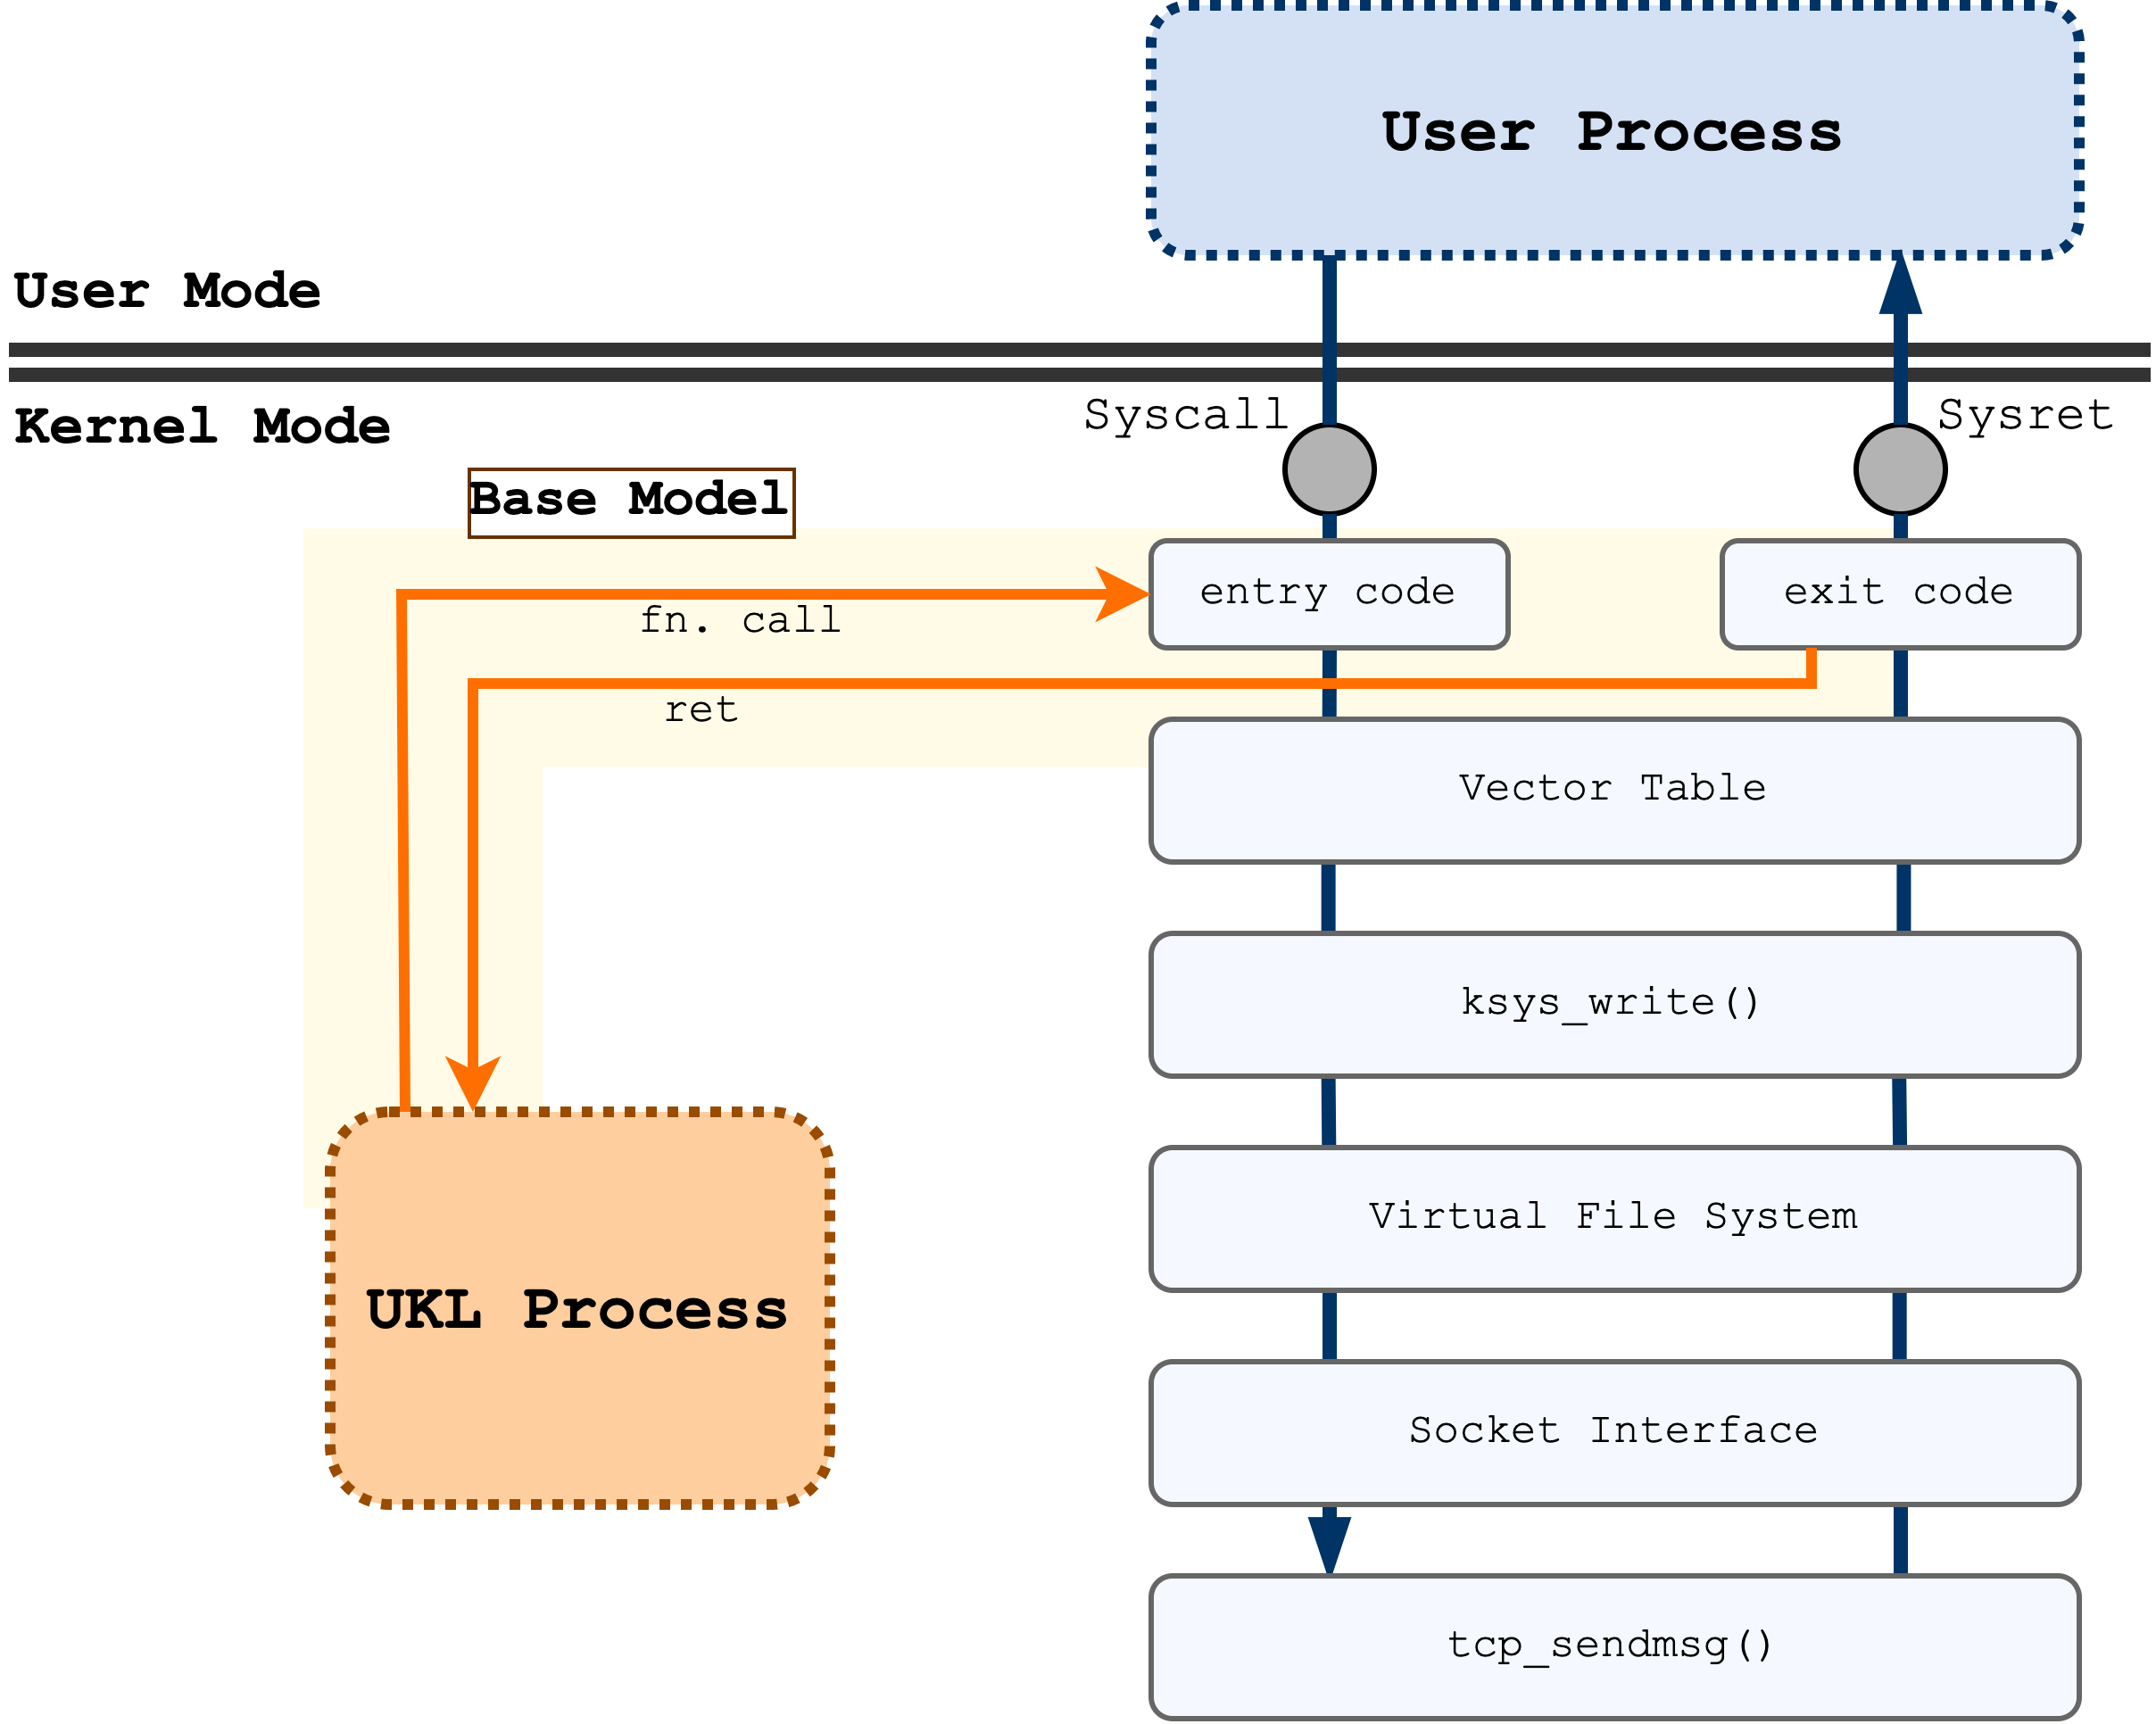 User Process
User Mode
Kernel Mode
Syscall
Sysret
Base Model
entry code
exit code
fn. call
ret
Vector Table
ksys_write()
Virtual File System
UKL Process
Socket Interface
tcp_sendmsg()